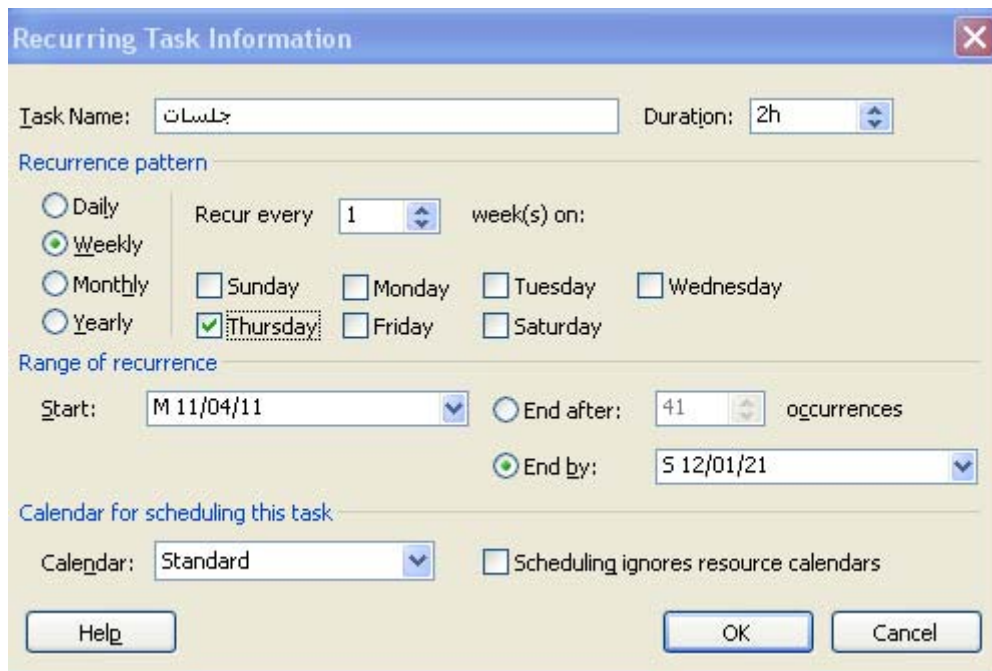 Recurring Task Information
Task Name: جلسات Duration: 2h
Recurrence pattern
Daily Recur every 1 week(s) on:
Weekly
Monthly Sunday Monday Tuesday Wednesday
Yearly Thursday Friday Saturday
Range of recurrence
Start: M 11/04/11 End after: 41 occurrences
End by: S 12/01/21
Calendar for scheduling this task
Calendar: Standard Scheduling ignores resource calendars
Help OK Cancel